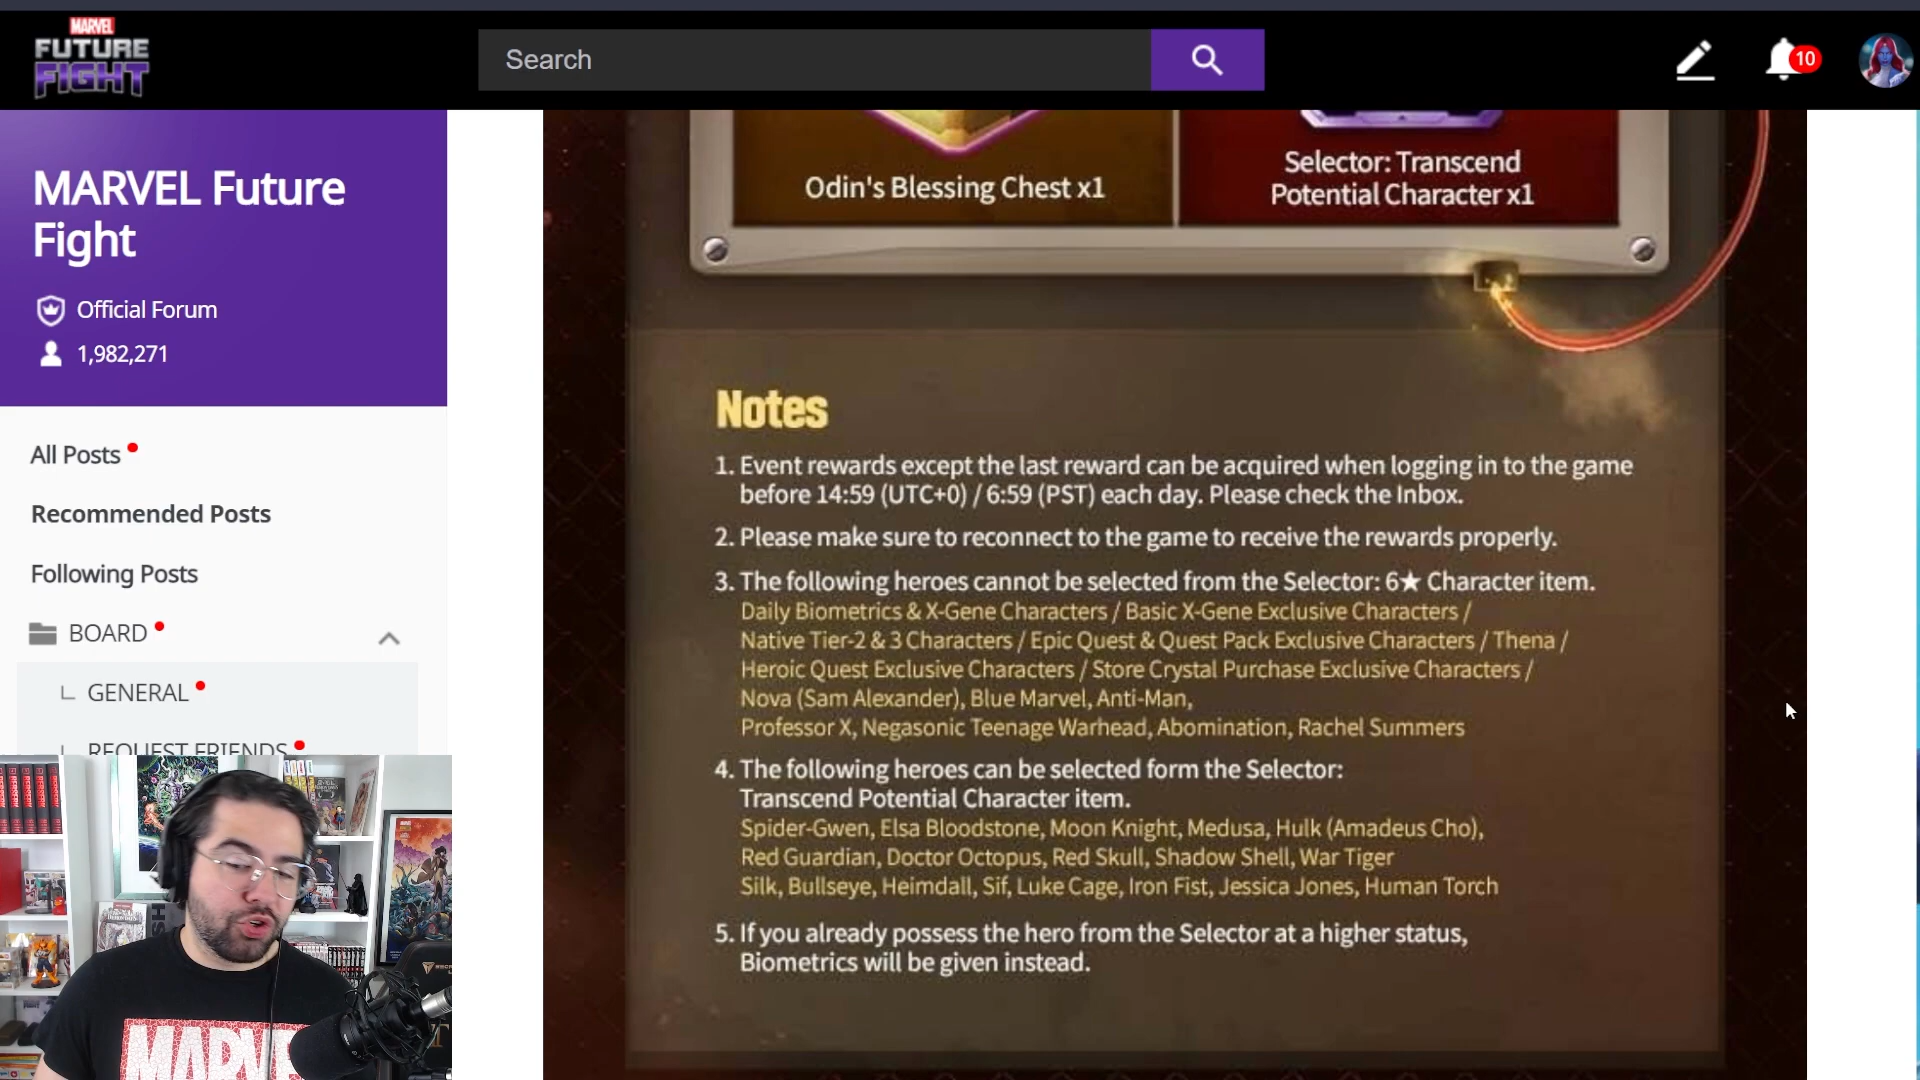 MARVEL
FUTURE
FIGHT
Search
10
MARVEL Future
Fight
Official Forum
1,982,271
All Posts
Recommended Posts
Following Posts
BOARD
GENERAL
REQUEST FRIENDS
Odin's Blessing Chest x1
Selector: Transcend
Potential Character x1
Notes
1. Event rewards except the last reward can be acquired when logging in to the game
before 14:59 (UTC+0) / 6:59 (PST) each day. Please check the Inbox.
2. Please make sure to reconnect to the game to receive the rewards properly.
3. The following heroes cannot be selected from the Selector: 6★ Character item.
Daily Biometrics & X-Gene Characters / Basic X-Gene Exclusive Characters /
Native Tier-2 & 3 Characters / Epic Quest & Quest Pack Exclusive Characters / Thena /
Heroic Quest Exclusive Characters / Store Crystal Purchase Exclusive Characters /
Nova (Sam Alexander), Blue Marvel, Anti-Man,
Professor X, Negasonic Teenage Warhead, Abomination, Rachel Summers
4. The following heroes can be selected form the Selector:
Transcend Potential Character item.
Spider-Gwen, Elsa Bloodstone, Moon Knight, Medusa, Hulk (Amadeus Cho),
Red Guardian, Doctor Octopus, Red Skull, Shadow Shell, War Tiger
Silk, Bullseye, Heimdall, Sif, Luke Cage, Iron Fist, Jessica Jones, Human Torch
5. If you already possess the hero from the Selector at a higher status,
Biometrics will be given instead.
MARVEL